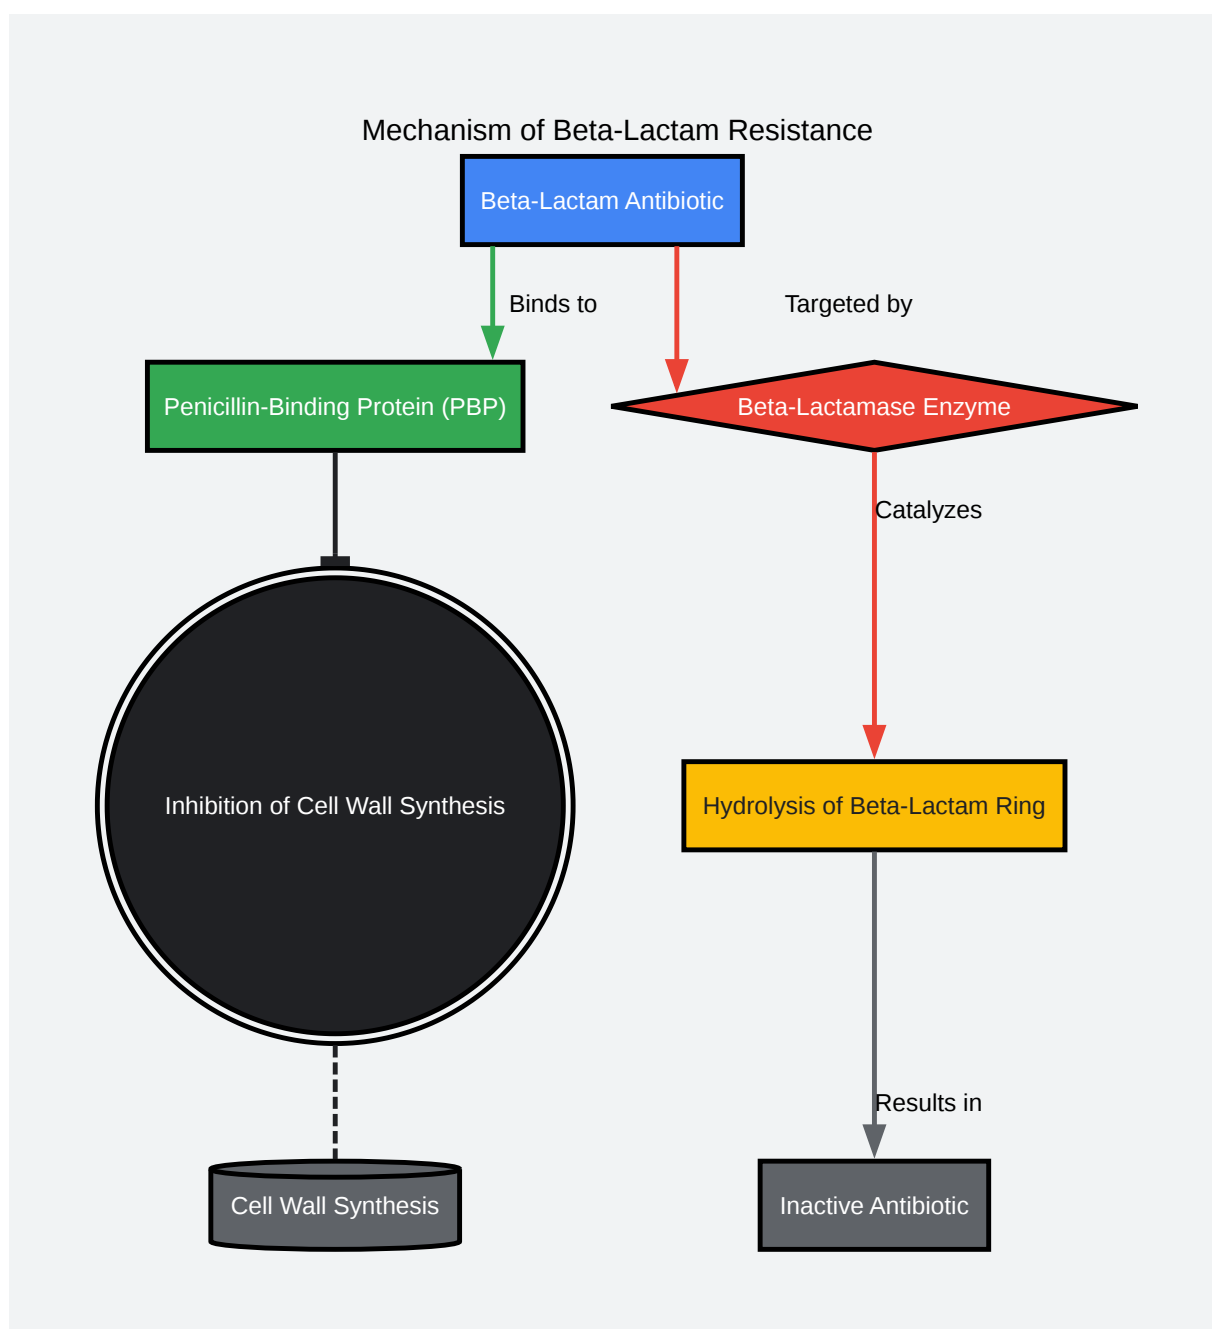 Mechanism of Beta-Lactam Resistance
Beta-Lactam Antibiotic
Binds to
Targeted by
Penicillin-Binding Protein (PBP)
Beta-Lactamase Enzyme
Catalyzes
Inhibition of Cell Wall Synthesis
Hydrolysis of Beta-Lactam Ring
Results in
Cell Wall Synthesis
Inactive Antibiotic